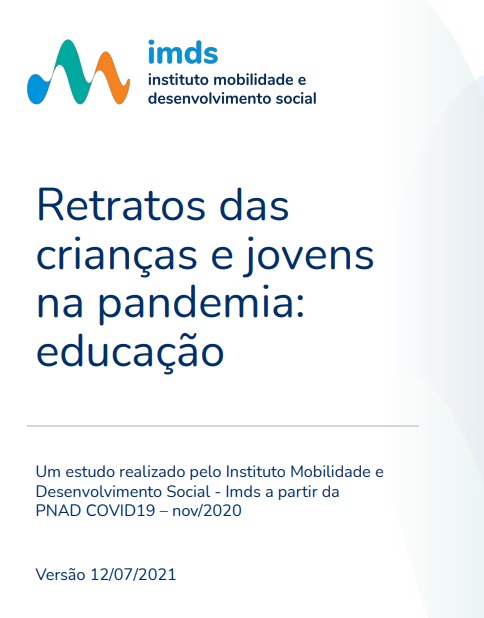 imds
instituto mobilidade e
desenvolvimento social
Retratos das
crianças e jovens
na pandemia:
educação
Um estudo realizado pelo Instituto Mobilidade e
Desenvolvimento Social - Imds a partir da
PNAD COVID19 – nov/2020
Versão 12/07/2021